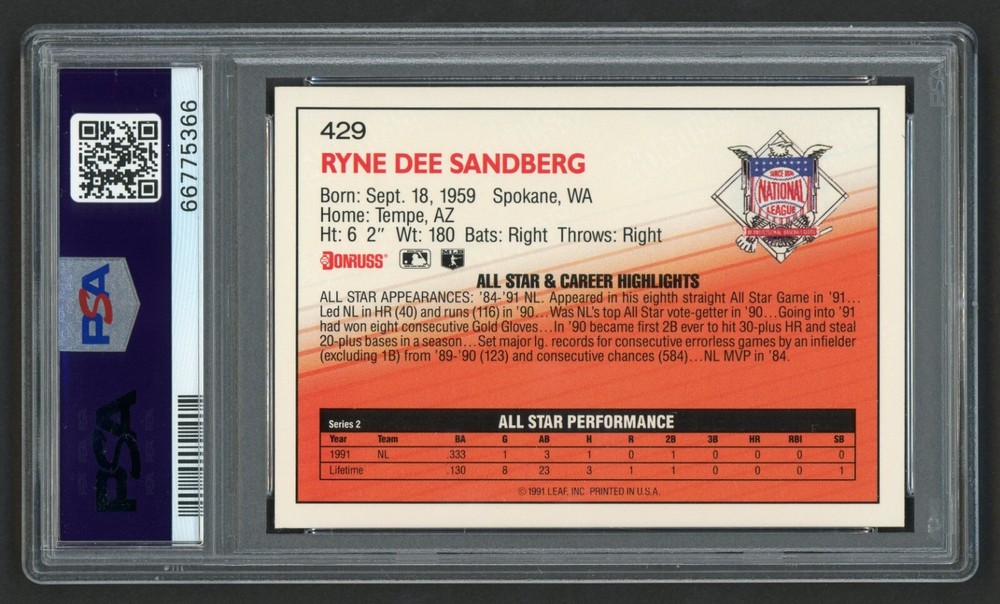 PSA
PSA
66775366
429
RYNE DEE SANDBERG
Born: Sept. 18, 1959 Spokane, WA
Home: Tempe, AZ
Ht: 6 2" Wt: 180 Bats: Right Throws: Right
DONRUSS
SINCE 1876
NATIONAL
LEAGUE
ALL STAR & CAREER HIGHLIGHTS
ALL STAR APPEARANCES: '84-'91 NL. Appeared in his eighth straight All Star Game in '91...
Led NL in HR (40) and runs (116) in '90...Was NL's top All Star vote-getter in '90...Going into '91
had won eight consecutive Gold Gloves...In '90 became first 2B ever to hit 30-plus HR and steal
20-plus bases in a season...Set major lg. records for consecutive errorless games by an infielder
(excluding 1B) from '89-'90 (123) and consecutive chances (584)...NL MVP in '84.
Series 2 ALL STAR PERFORMANCE
Year Team BA G AB H R 2B 3B HR RBI SB
1991 NL .333 1 3 1 0 1 0 0 0 0
Lifetime .130 8 23 3 1 1 0 0 0 1
©1991 LEAF, INC. PRINTED IN U.S.A.